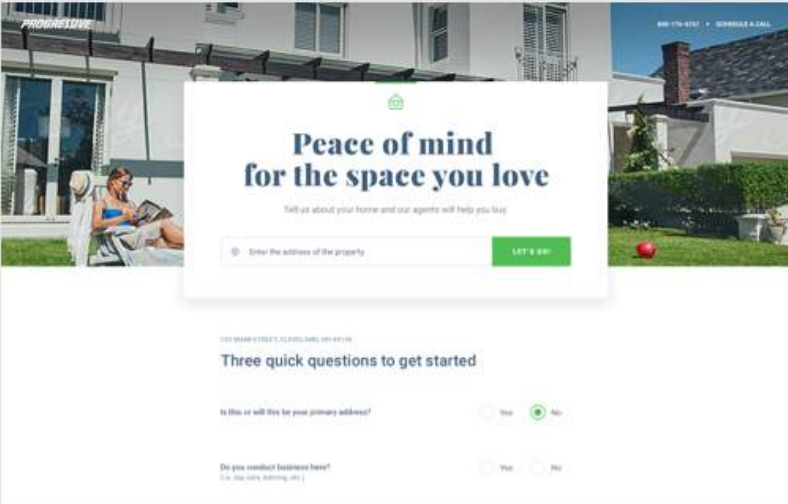 PROGRESSIVE
SCHEDULE A CALL
Peace of mind
for the space you love
Tell us about your home and our agents will help you buy.
Enter the address of the property
LET'S GO!
Three quick questions to get started
Is this or will this be your primary address?
Yes
No
Do you conduct business here?
Yes
No